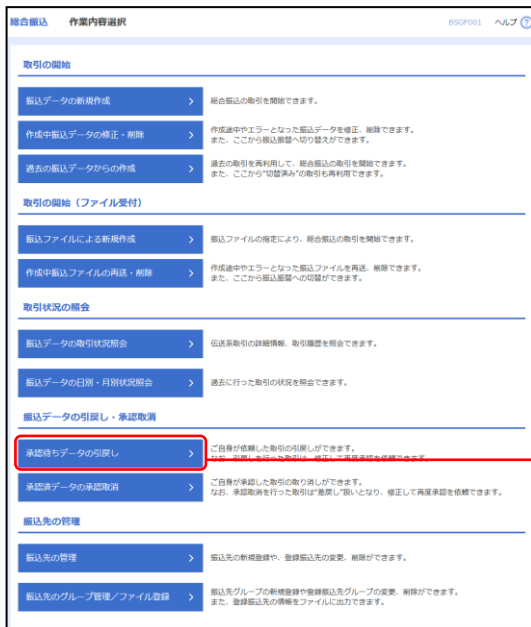 総合振込 作業内容選択 BSGF001 ヘルプ ?
取引の開始
振込データの新規作成 > 総合振込の取引を開始できます。
作成中振込データの修正・削除 > 作成途中やエラーとなった振込データを修正、削除できます。
また、ここから振込振替へ切り替えができます。
過去の振込データからの作成 > 過去の取引を再利用して、総合振込の取引を開始できます。
また、ここから"切替済み"の取引も再利用できます。
取引の開始（ファイル受付）
振込ファイルによる新規作成 > 振込ファイルの指定により、総合振込の取引を開始できます。
作成中振込ファイルの再送・削除 > 作成途中やエラーとなった振込ファイルを再送、削除できます。
また、ここから振込振替への切替ができます。
取引状況の照会
振込データの取引状況照会 > 伝送系取引の詳細情報、取引履歴を照会できます。
振込データの日別・月別状況照会 > 過去に行った取引の状況を照会できます。
振込データの引戻し・承認取消
承認待ちデータの引戻し > ご自身が依頼した取引の引戻しができます。
なお、引戻しを行った取引は、修正して再度承認を依頼できます。
承認済データの承認取消 > ご自身が承認した取引の取り消しができます。
なお、承認取消を行った取引は"差戻し"扱いとなり、修正して再度承認を依頼できます。
振込先の管理
振込先の管理 > 振込先の新規登録や、登録振込先の変更、削除ができます。
振込先のグループ管理／ファイル登録 > 振込先グループの新規登録や登録振込先グループの変更、削除ができます。
また、登録振込先の情報をファイルに出力できます。